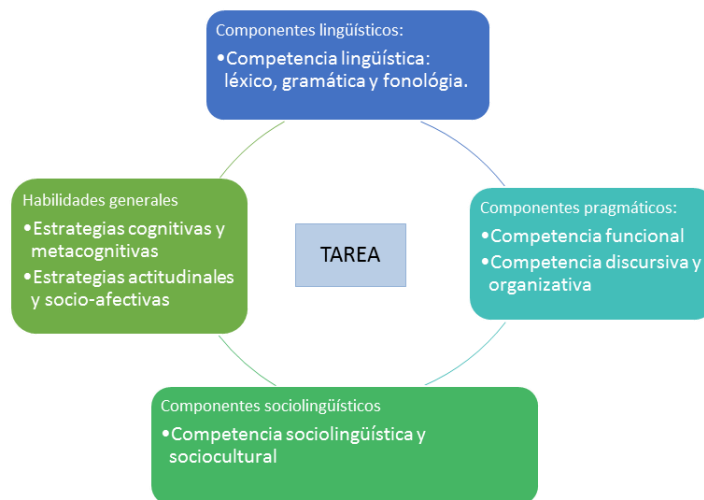 Componentes lingüísticos:
•Competencia lingüística:
léxico, gramática y fonológia.
Habilidades generales
•Estrategias cognitivas y
metacognitivas
•Estrategias actitudinales
y socio-afectivas
TAREA
Componentes pragmáticos:
•Competencia funcional
•Competencia discursiva y
organizativa
Componentes sociolingüísticos
•Competencia sociolingüística y
sociocultural